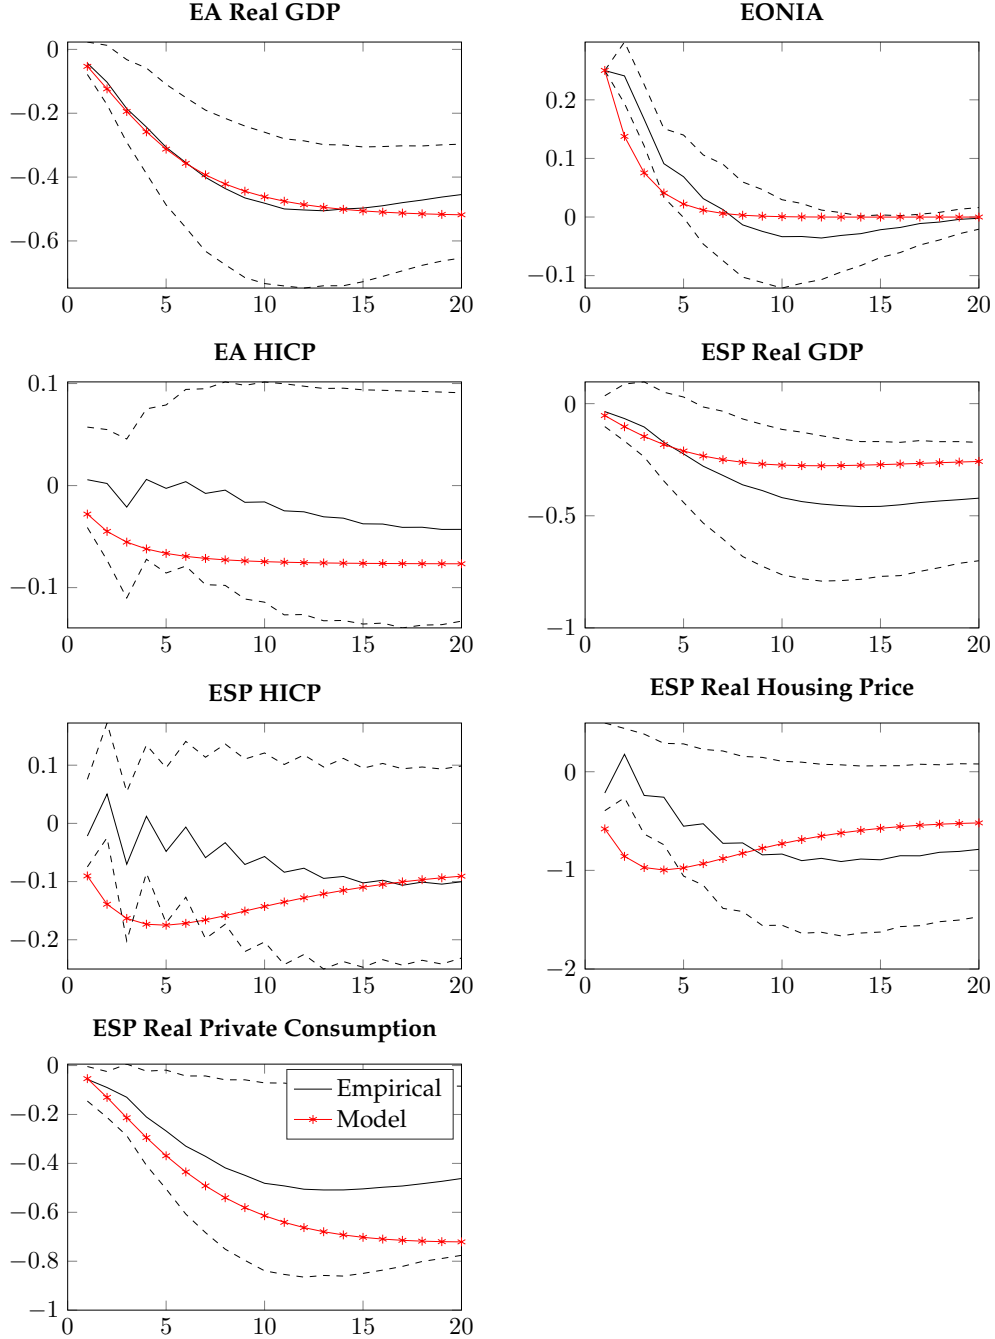 EA Real GDP
0
−0.2
−0.4
−0.6
0 5 10 15 20
EONIA
0.2
0.1
0
−0.1
0 5 10 15 20
EA HICP
0.1
0
−0.1
0 5 10 15 20
ESP Real GDP
0
−0.5
−1
0 5 10 15 20
ESP HICP
0.1
0
−0.1
−0.2
0 5 10 15 20
ESP Real Housing Price
0
−1
−2
0 5 10 15 20
ESP Real Private Consumption
0
−0.2
−0.4
−0.6
−0.8
−1
0 5 10 15 20
Empirical
Model